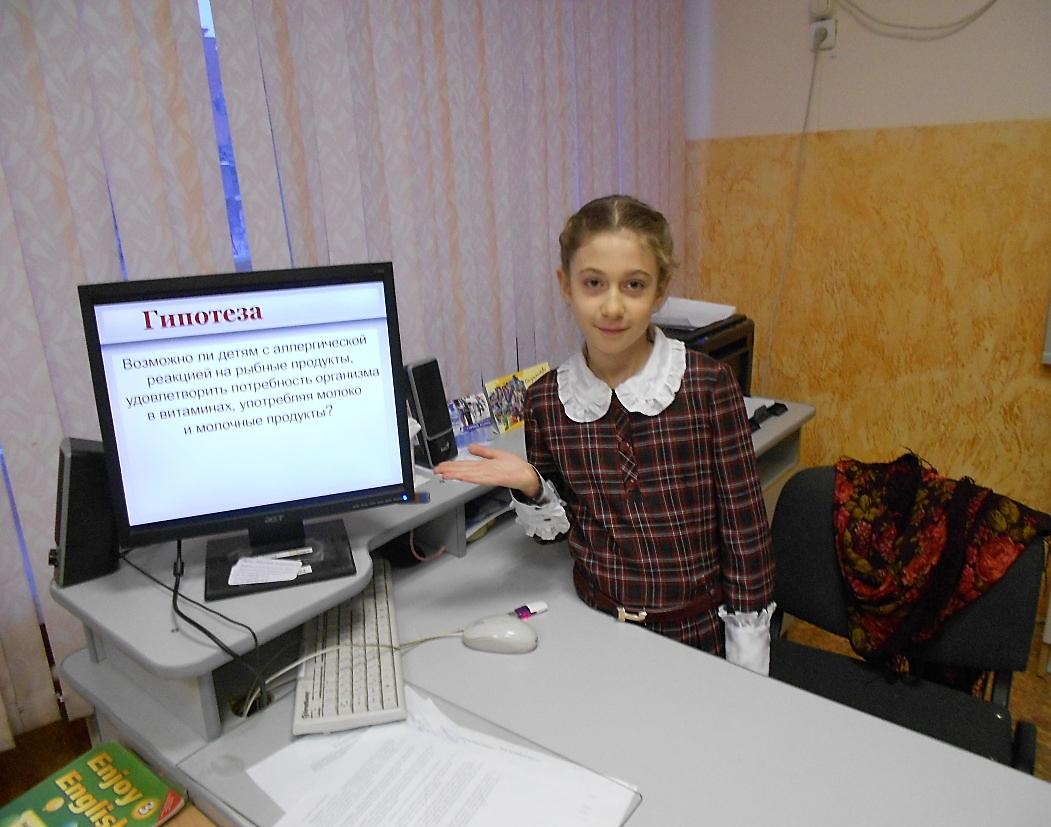 Гипотеза
Возможно ли детям с аллергической
реакцией на рыбные продукты,
удовлетворить потребность организма
в витаминах, употребляя молоко
и молочные продукты?
acer
Enjoy
English
3